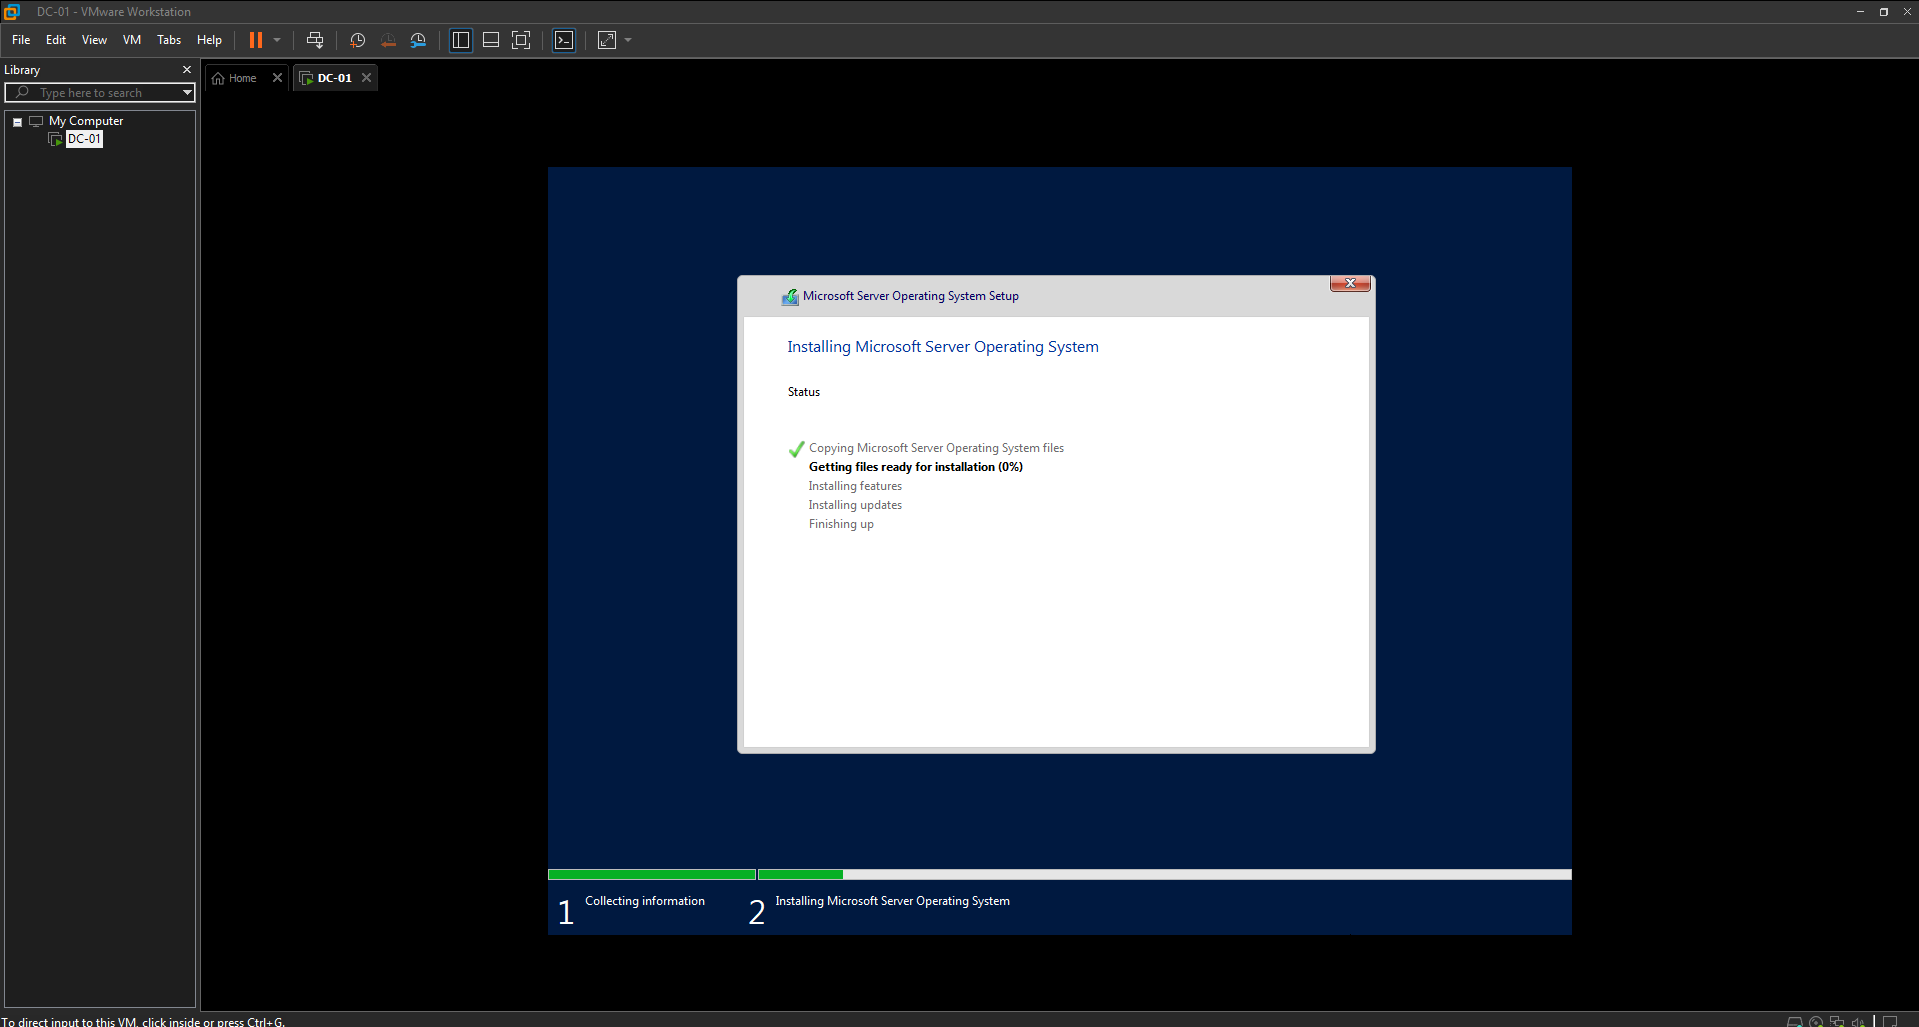 DC-01 - VMware Workstation
File Edit View VM Tabs Help
Library
Type here to search
My Computer
DC-01
Home
DC-01
Microsoft Server Operating System Setup
Installing Microsoft Server Operating System
Status
Copying Microsoft Server Operating System files
Getting files ready for installation (0%)
Installing features
Installing updates
Finishing up
1 Collecting information
2 Installing Microsoft Server Operating System
To direct input to this VM, click inside or press Ctrl+G.